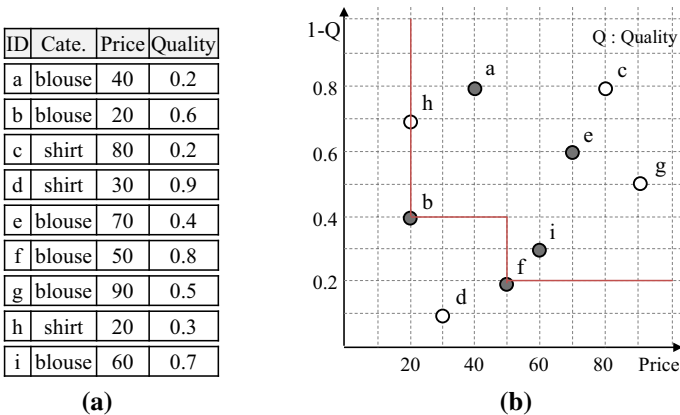 ID Cate. Price Quality
a blouse 40 0.2
b blouse 20 0.6
c shirt 80 0.2
d shirt 30 0.9
e blouse 70 0.4
f blouse 50 0.8
g blouse 90 0.5
h shirt 20 0.3
i blouse 60 0.7
(a)
1-Q
Q : Quality
0.8
0.6
0.4
0.2
a
c
h
e
g
b
i
f
d
20 40 60 80 Price
(b)